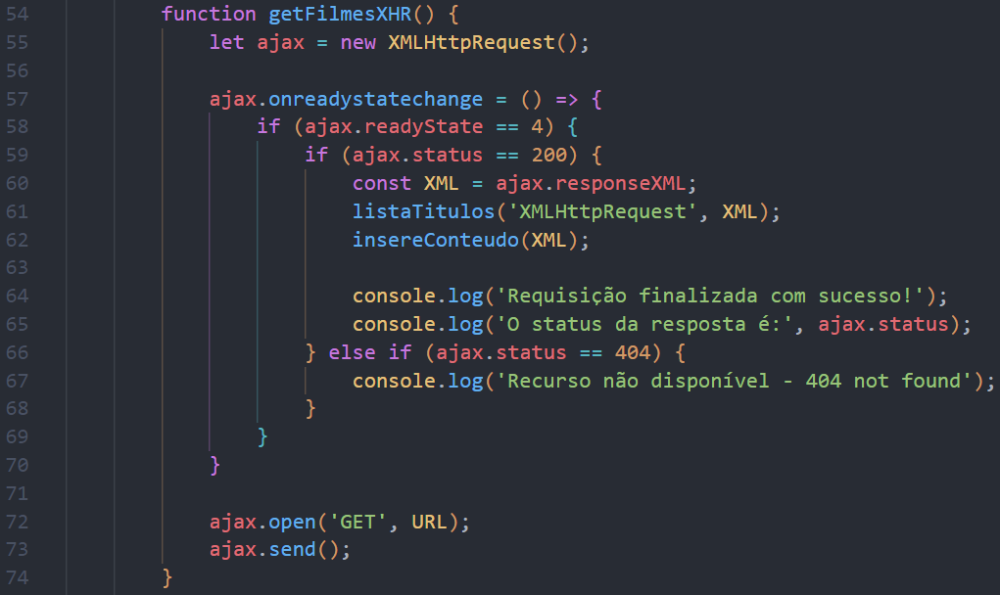 54 function getFilmesXHR() {
55 let ajax = new XMLHttpRequest();
56
57 ajax.onreadystatechange = () => {
58 if (ajax.readyState == 4) {
59 if (ajax.status == 200) {
60 const XML = ajax.responseXML;
61 listaTitulos('XMLHttpRequest', XML);
62 insereConteudo(XML);
63
64 console.log('Requisição finalizada com sucesso!');
65 console.log('O status da resposta é:', ajax.status);
66 } else if (ajax.status == 404) {
67 console.log('Recurso não disponível - 404 not found');
68 }
69 }
70 }
71
72 ajax.open('GET', URL);
73 ajax.send();
74 }